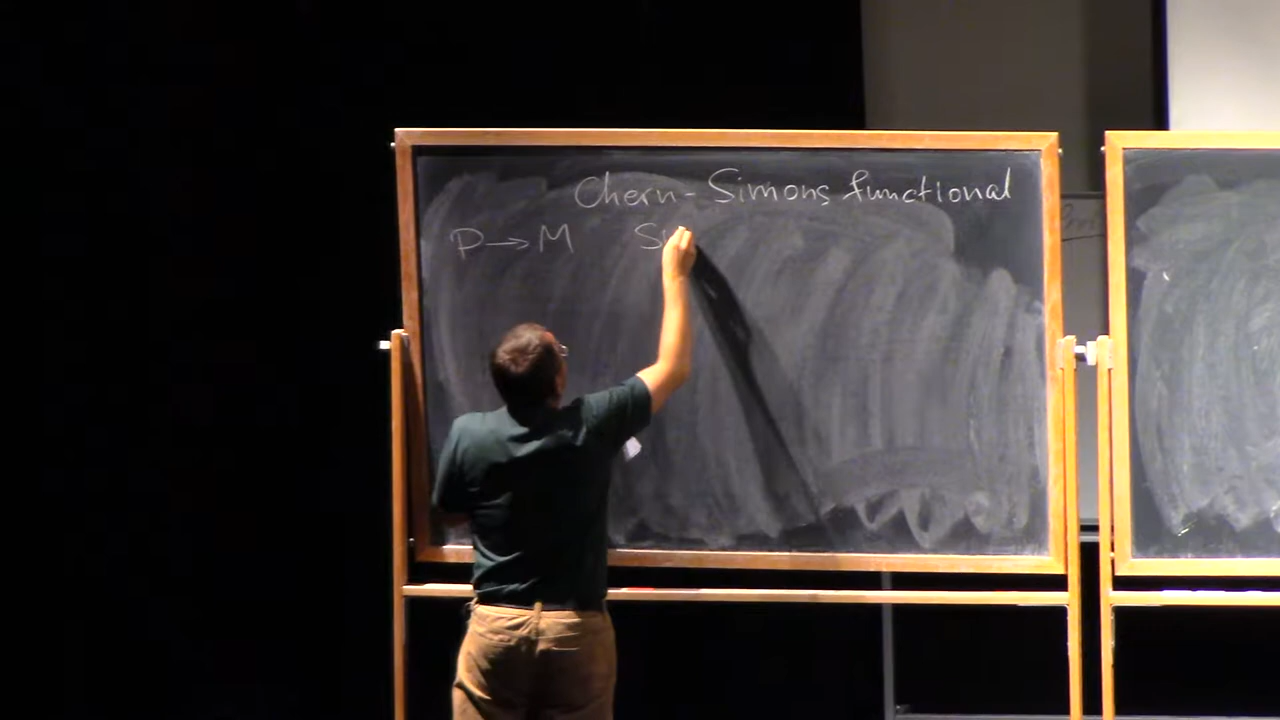 Chern-Simons functional
P → M